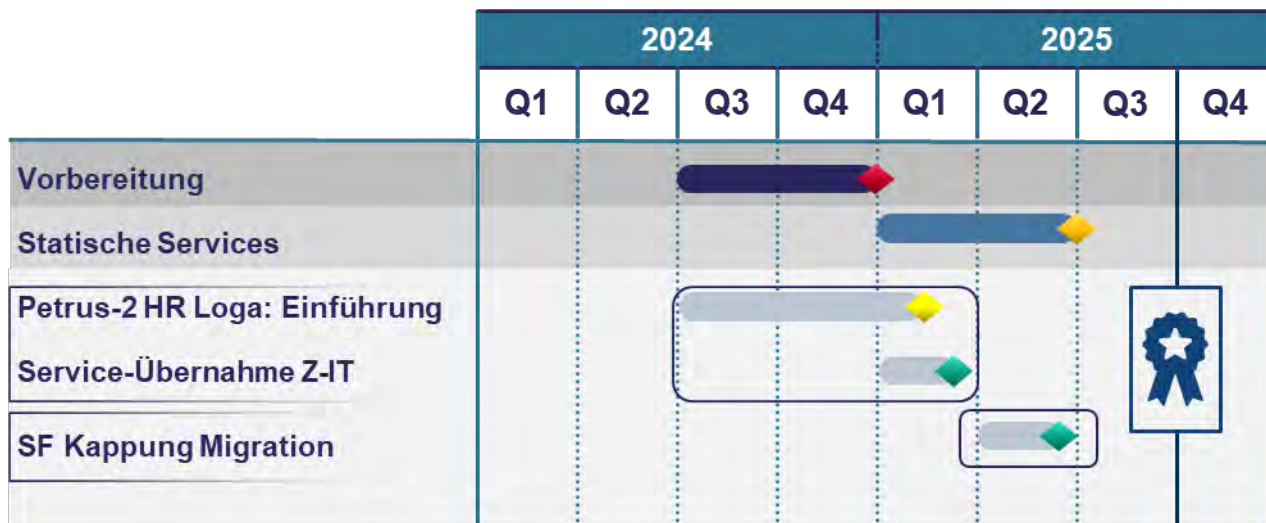 2024 2025
Q1 Q2 Q3 Q4 Q1 Q2 Q3 Q4
Vorbereitung
Statische Services
Petrus-2 HR Loga: Einführung
Service-Übernahme Z-IT
SF Kappung Migration